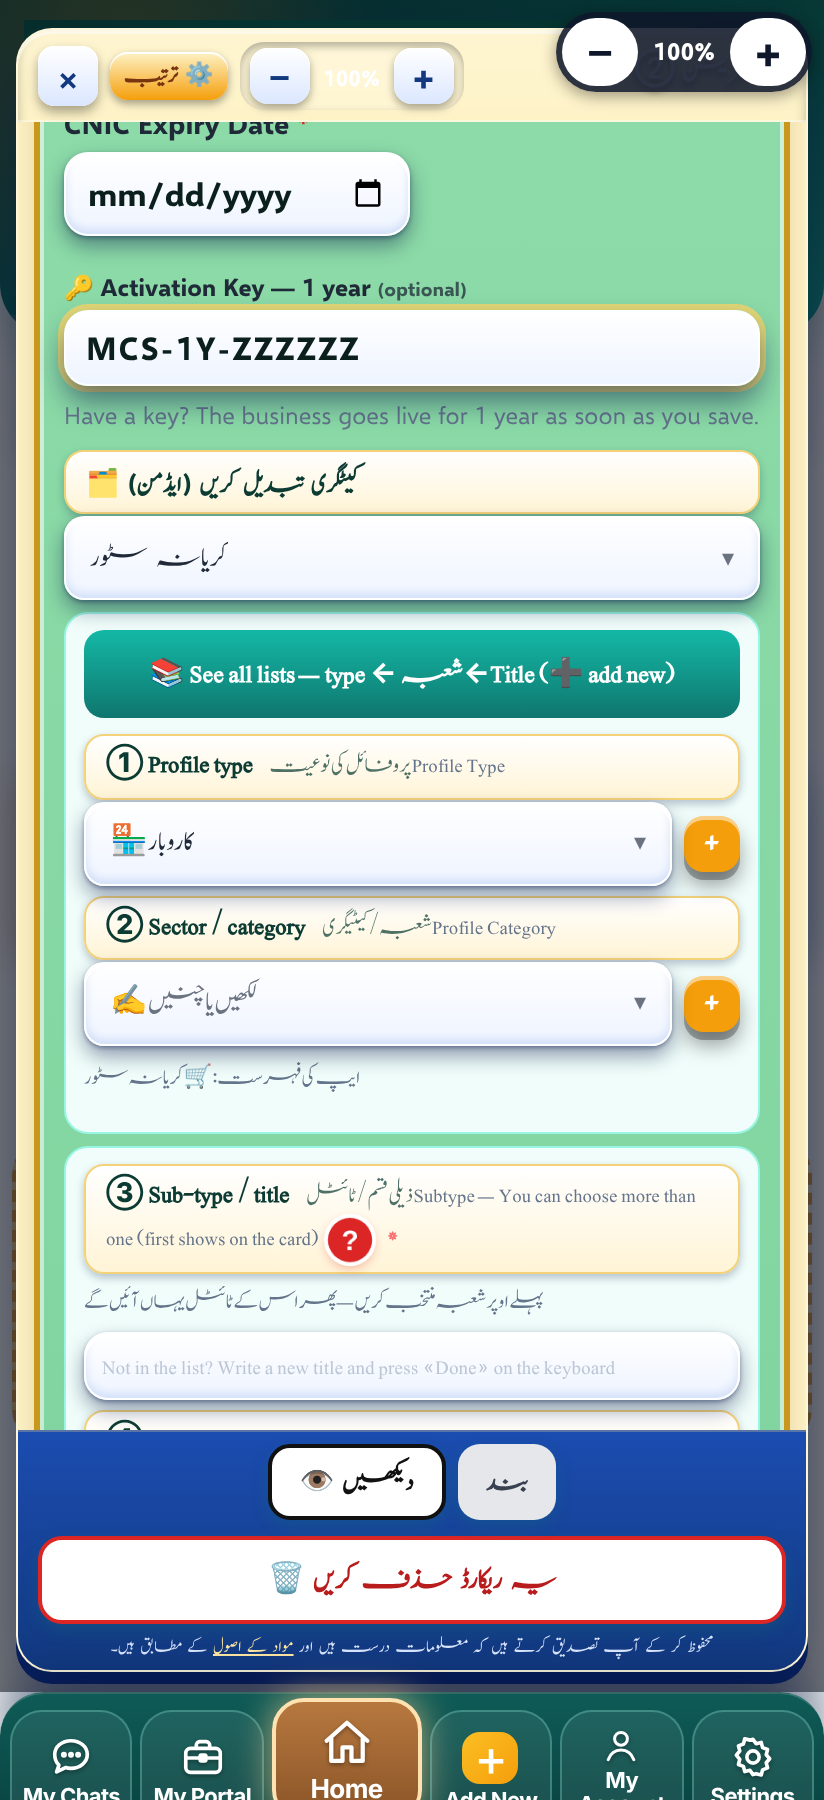 × ترتیب − 100% +
− 100% +
CNIC Expiry Date *
mm/dd/yyyy
Activation Key — 1 year (optional)
MCS-1Y-ZZZZZZ
Have a key? The business goes live for 1 year as soon as you save.
کیٹگری تبدیل کریں (ایڈمن)
کریانہ سٹور ▼
See all lists — type ← شعبہ ← Title (➕ add new)
① Profile type پروفائل کی نوعیت Profile Type
کاروبار ▼ +
② Sector / category شعبہ / کیٹیگری Profile Category
لکھیں یا چنیں ▼ +
ایپ کی فہرست: کریانہ سٹور
③ Sub-type / title ذیلی قسم / ٹائٹل Subtype — You can choose more than
one (first shows on the card) ? *
پہلے اوپر شعبہ منتخب کریں — پھر اس کے ٹائٹل یہاں آئیں گے
Not in the list? Write a new title and press «Done» on the keyboard
دیکھیں بند
یہ ریکارڈ حذف کریں
محفوظ کر کے آپ تصدیق کرتے ہیں کہ معلومات درست ہیں اور مواد کے اصول کے مطابق ہیں۔
My Chats My Portal Home Add New My Account Settings